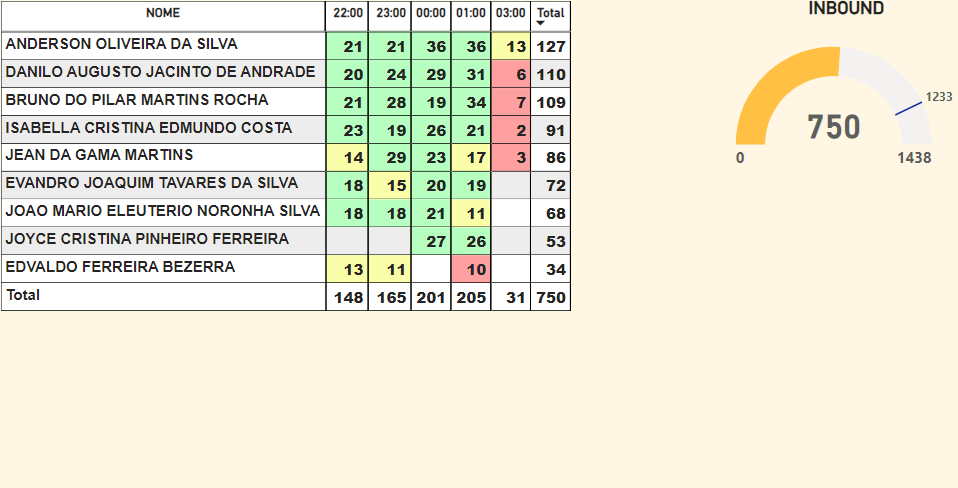 NOME 22:00 23:00 00:00 01:00 03:00 Total
ANDERSON OLIVEIRA DA SILVA 21 21 36 36 13 127
DANILO AUGUSTO JACINTO DE ANDRADE 20 24 29 31 6 110
BRUNO DO PILAR MARTINS ROCHA 21 28 19 34 7 109
ISABELLA CRISTINA EDMUNDO COSTA 23 19 26 21 2 91
JEAN DA GAMA MARTINS 14 29 23 17 3 86
EVANDRO JOAQUIM TAVARES DA SILVA 18 15 20 19 72
JOAO MARIO ELEUTERIO NORONHA SILVA 18 18 21 11 68
JOYCE CRISTINA PINHEIRO FERREIRA 27 26 53
EDVALDO FERREIRA BEZERRA 13 11 10 34
Total 148 165 201 205 31 750
INBOUND
1233
750
0 1438